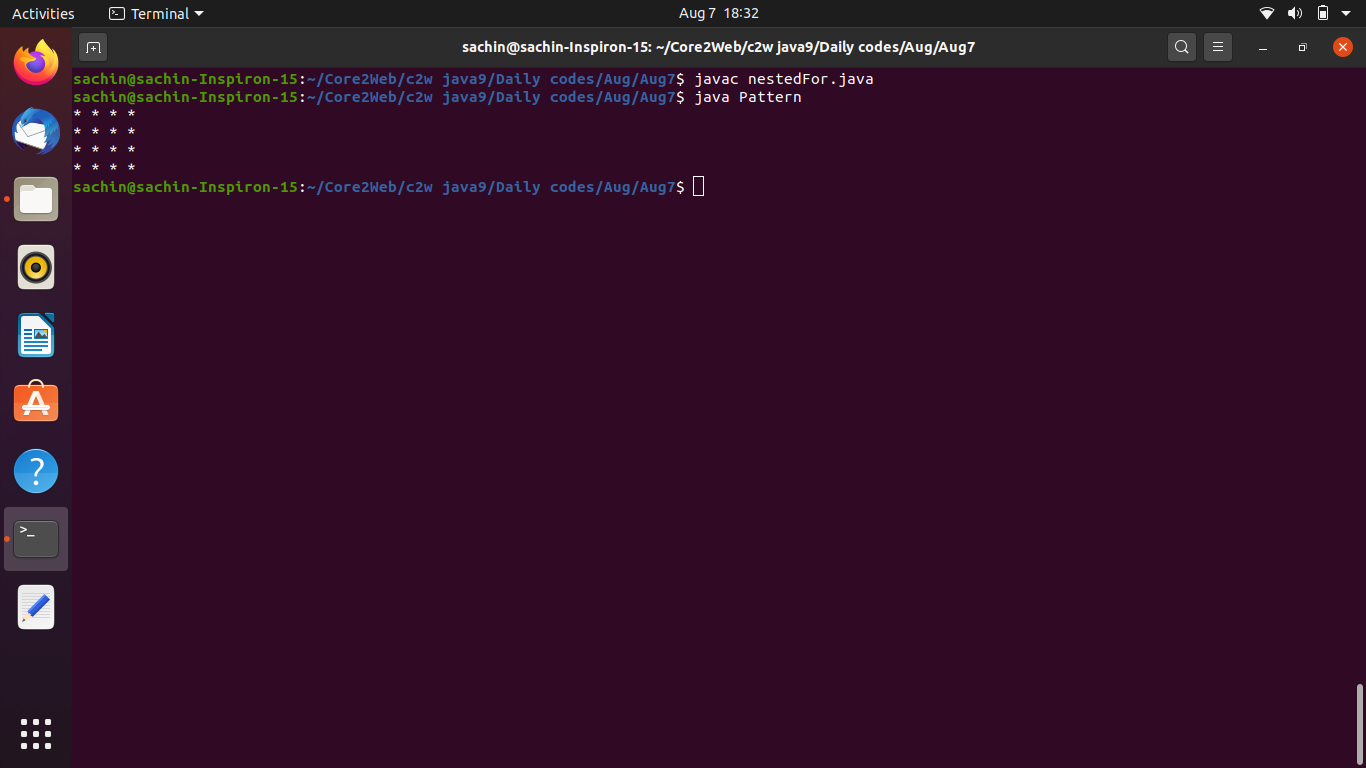 Activities
Terminal
Aug 7 18:32
sachin@sachin-Inspiron-15: ~/Core2Web/c2w java9/Daily codes/Aug/Aug7
sachin@sachin-Inspiron-15:~/Core2Web/c2w java9/Daily codes/Aug/Aug7$ javac nestedFor.java
sachin@sachin-Inspiron-15:~/Core2Web/c2w java9/Daily codes/Aug/Aug7$ java Pattern
* * * *
* * * *
* * * *
* * * *
sachin@sachin-Inspiron-15:~/Core2Web/c2w java9/Daily codes/Aug/Aug7$